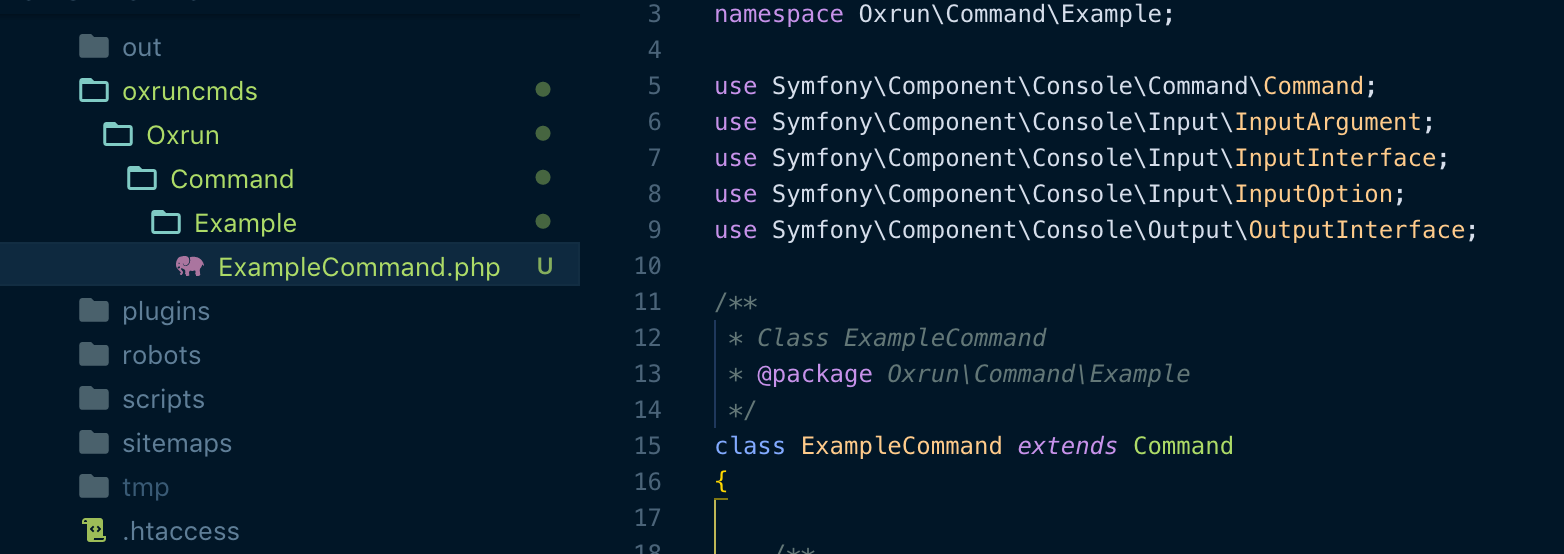 out
oxruncmds
Oxrun
Command
Example
ExampleCommand.php U
plugins
robots
scripts
sitemaps
tmp
.htaccess
3 namespace Oxrun\Command\Example;
4
5 use Symfony\Component\Console\Command\Command;
6 use Symfony\Component\Console\Input\InputArgument;
7 use Symfony\Component\Console\Input\InputInterface;
8 use Symfony\Component\Console\Input\InputOption;
9 use Symfony\Component\Console\Output\OutputInterface;
10
11 /**
12 * Class ExampleCommand
13 * @package Oxrun\Command\Example
14 */
15 class ExampleCommand extends Command
16 {
17
18 /**